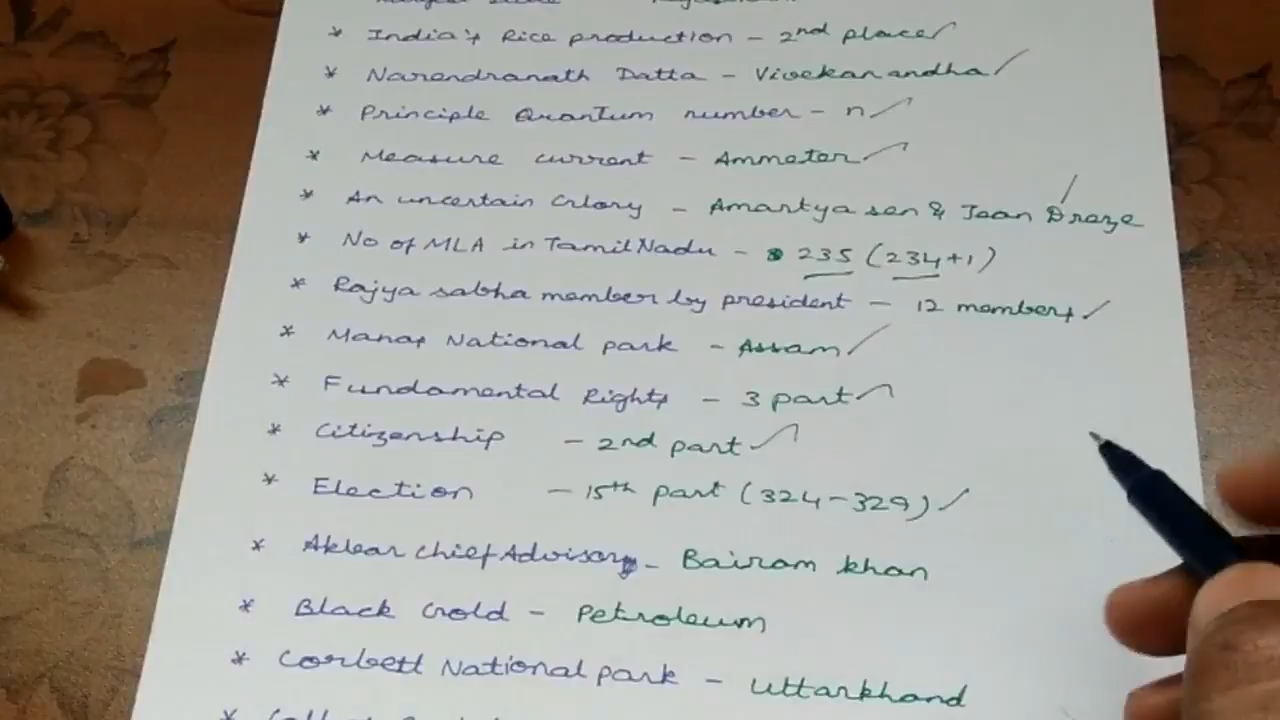 * India's Rice production - 2nd place
* Narendranath Datta - Vivekanandha
* Principle Quantum number - n
* Measure current - Ammeter
* An uncertain Glory - Amartya sen & Jean Dreze
* No of MLA in Tamil Nadu - 235 (234+1)
* Rajya sabha member by president - 12 members
* Manas National park - Assam
* Fundamental Rights - 3 part
* Citizenship - 2nd part
* Election - 15th part (324-329)
* Akbar chief Advisory - Bairam khan
* Black Gold - Petroleum
* Corbett National park - Uttarkhand